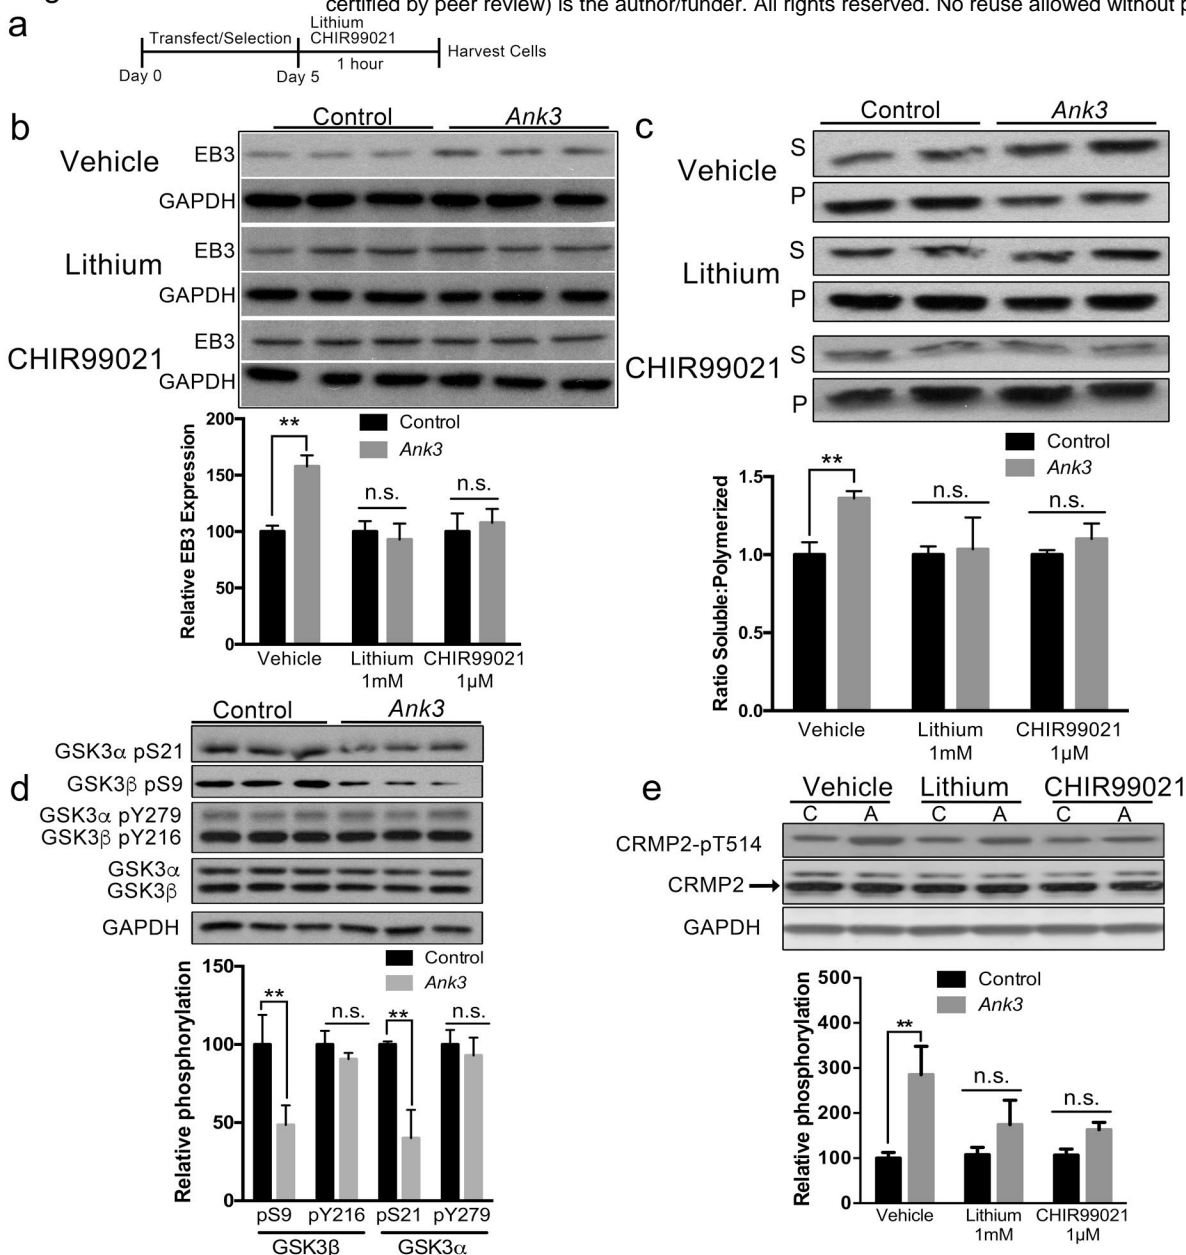 certified by peer review) is the author/funder. All rights reserved. No reuse allowed without
a
Transfect/Selection
Lithium
CHIR99021
1 hour
Harvest Cells
Day 0
Day 5
b
Control
Ank3
Vehicle
EB3
GAPDH
Lithium
EB3
GAPDH
CHIR99021
EB3
GAPDH
Relative EB3 Expression
200
150
100
50
0
Control
Ank3
**
n.s.
n.s.
Vehicle
Lithium
1mM
CHIR99021
1µM
c
Control
Ank3
Vehicle
S
P
Lithium
S
P
CHIR99021
S
P
Control
Ank3
Ratio Soluble:Polymerized
1.5
1.0
0.5
0.0
**
n.s.
n.s.
Vehicle
Lithium
1mM
CHIR99021
1µM
d
Control
Ank3
GSK3α pS21
GSK3β pS9
GSK3α pY279
GSK3β pY216
GSK3α
GSK3β
GAPDH
Control
Ank3
Relative phosphorylation
150
100
50
0
**
n.s.
**
n.s.
pS9 pY216 pS21 pY279
GSK3β
GSK3α
e
Vehicle
Lithium
CHIR99021
C A C A C A
CRMP2-pT514
CRMP2
GAPDH
Control
Ank3
Relative phosphorylation
500
400
300
200
100
0
**
n.s.
n.s.
Vehicle
Lithium
1mM
CHIR99021
1µM